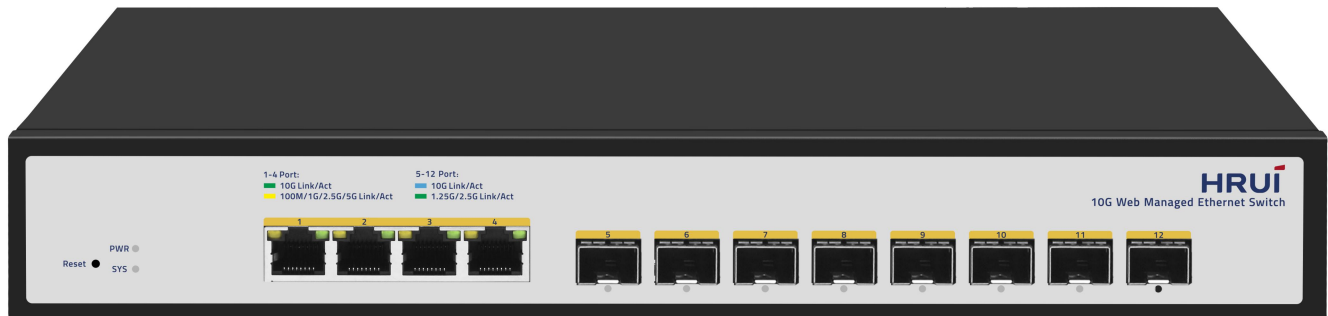 1-4 Port:
10G Link/Act
100M/1G/2.5G/5G Link/Act
5-12 Port:
10G Link/Act
1.25G/2.5G Link/Act
HRUÍ
10G Web Managed Ethernet Switch
1 2 3 4
5 6 7 8 9 10 11 12
PWR
Reset
SYS